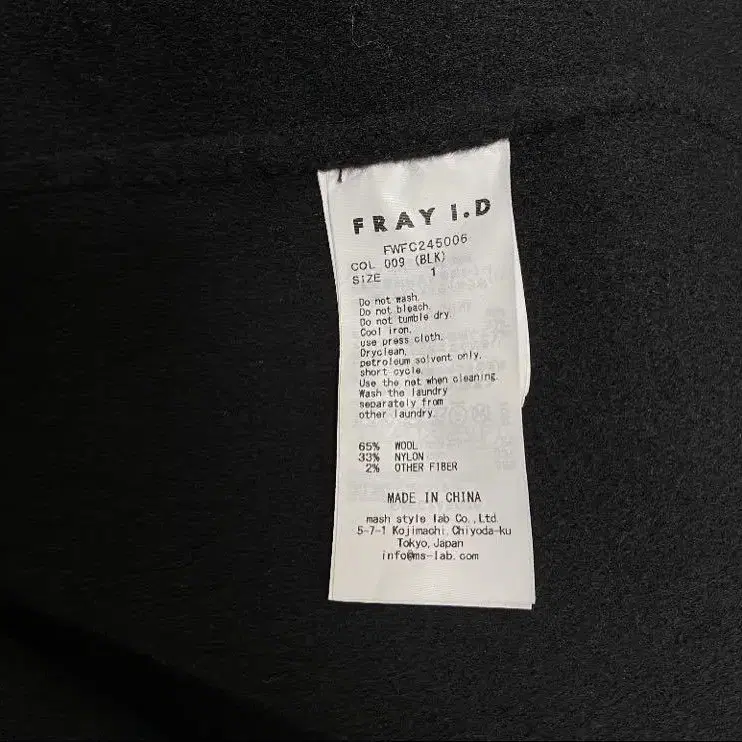 FRAY I.D
FWFC245006
COL 009 (BLK)
SIZE 1
Do not wash.
Do not bleach.
Do not tumble dry.
Cool iron.
use press cloth.
Dryclean,
petroleum solvent only.
short cycle.
Use the net when cleaning.
Wash the laundry
separately from
other laundry.
65% WOOL
33% NYLON
2% OTHER FIBER
MADE IN CHINA
mash style lab Co.,Ltd.
5-7-1 Kojimachi, Chiyoda-ku
Tokyo, Japan
info@ms-lab.com